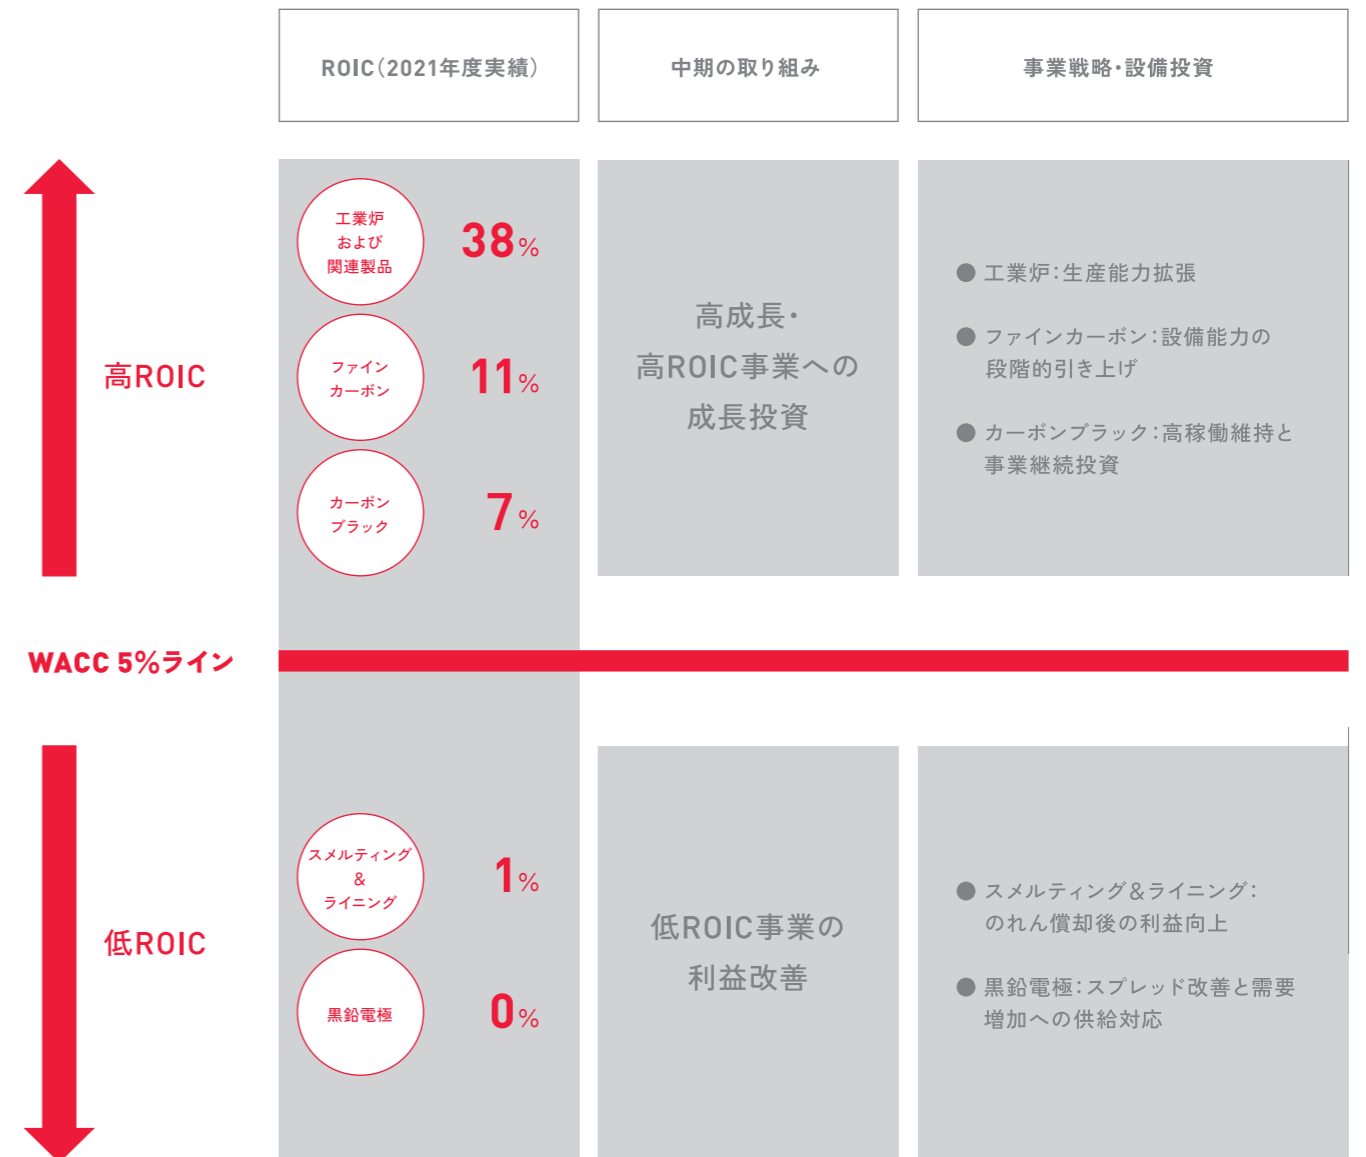 ROIC（2021年度実績）
中期の取り組み
事業戦略・設備投資
高ROIC
工業炉
および
関連製品
38%
ファイン
カーボン
11%
カーボン
ブラック
7%
高成長・
高ROIC事業への
成長投資
● 工業炉：生産能力拡張
● ファインカーボン：設備能力の
段階的引き上げ
● カーボンブラック：高稼働維持と
事業継続投資
WACC 5%ライン
低ROIC
スメルティング
&
ライニング
1%
黒鉛電極
0%
低ROIC事業の
利益改善
● スメルティング&ライニング：
のれん償却後の利益向上
● 黒鉛電極：スプレッド改善と需要
増加への供給対応